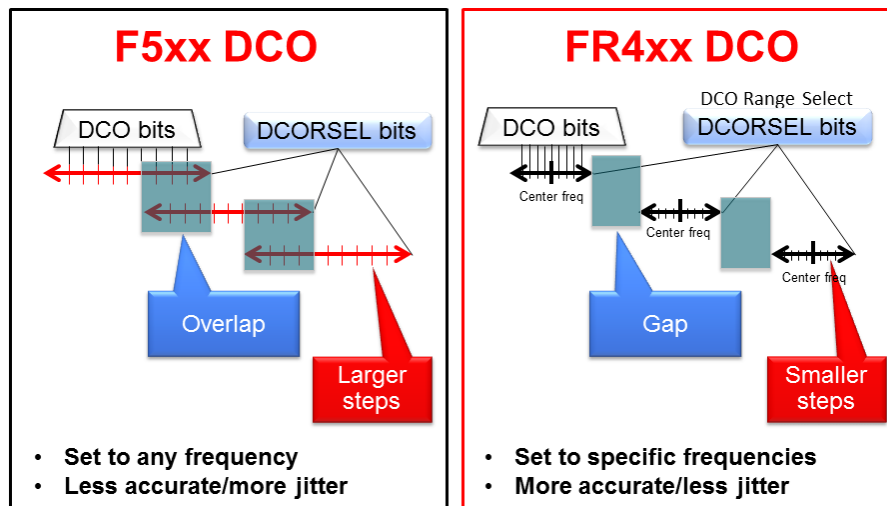 F5xx DCO
DCO bits
DCORSEL bits
Overlap
Larger
steps
• Set to any frequency
• Less accurate/more jitter
FR4xx DCO
DCO Range Select
DCO bits
DCORSEL bits
Center freq
Center freq
Center freq
Gap
Smaller
steps
• Set to specific frequencies
• More accurate/less jitter